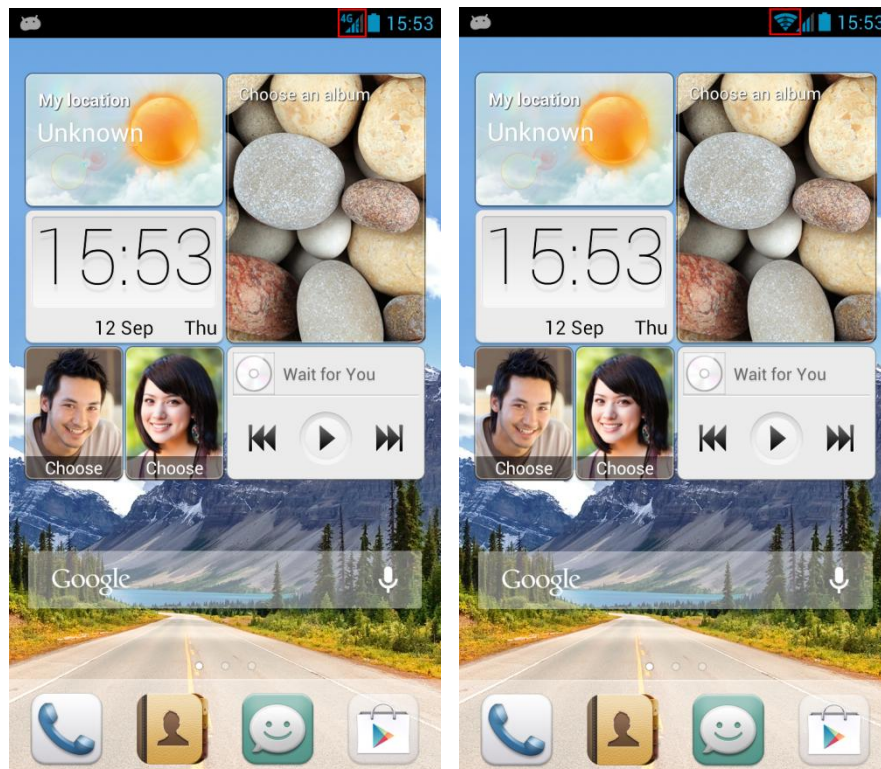 4G 15:53
My location
Unknown
Choose an album
15:53
12 Sep Thu
Wait for You
Choose
Choose
Google
15:53
My location
Unknown
Choose an album
15:53
12 Sep Thu
Wait for You
Choose
Choose
Google